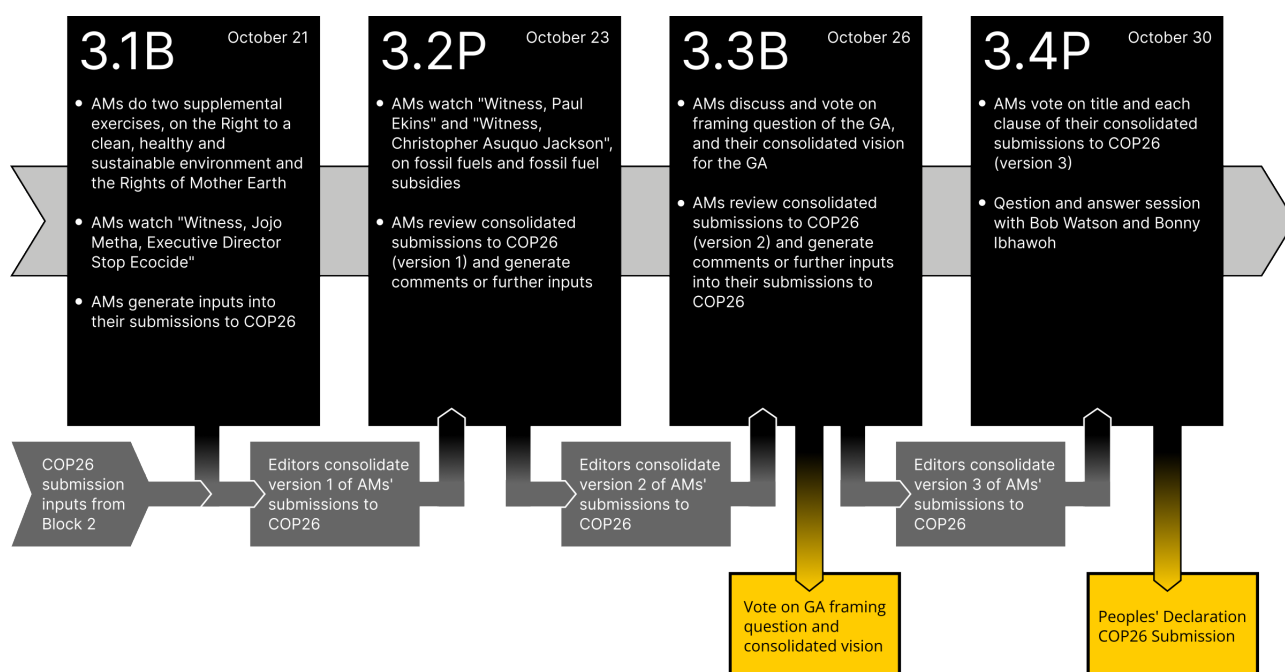 3.1B
October 21
• AMs do two supplemental
exercises, on the Right to a
clean, healthy and
sustainable environment and
the Rights of Mother Earth
• AMs watch "Witness, Jojo
Metha, Executive Director
Stop Ecocide"
• AMs generate inputs into
their submissions to COP26
3.2P
October 23
• AMs watch "Witness, Paul
Ekins" and "Witness,
Christopher Asuquo Jackson",
on fossil fuels and fossil fuel
subsidies
• AMs review consolidated
submissions to COP26
(version 1) and generate
comments or further inputs
3.3B
October 26
• AMs discuss and vote on
framing question of the GA,
and their consolidated vision
for the GA
• AMs review consolidated
submissions to COP26
(version 2) and generate
comments or further inputs
into their submissions to
COP26
3.4P
October 30
• AMs vote on title and each
clause of their consolidated
submissions to COP26
(version 3)
• Qestion and answer session
with Bob Watson and Bonny
Ibhawoh
COP26
submission
inputs from
Block 2
Editors consolidate
version 1 of AMs'
submissions to
COP26
Editors consolidate
version 2 of AMs'
submissions to
COP26
Editors consolidate
version 3 of AMs'
submissions to
COP26
Vote on GA framing
question and
consolidated vision
Peoples' Declaration
COP26 Submission